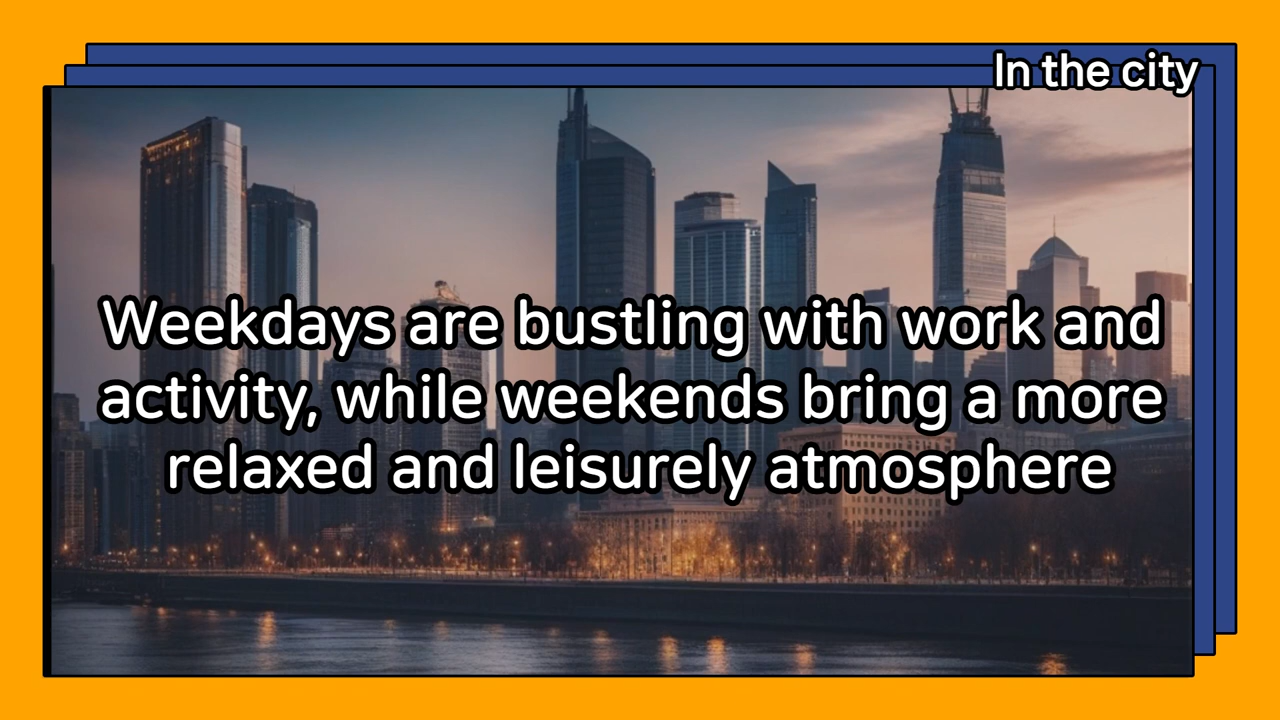 In the city
Weekdays are bustling with work and
activity, while weekends bring a more
relaxed and leisurely atmosphere